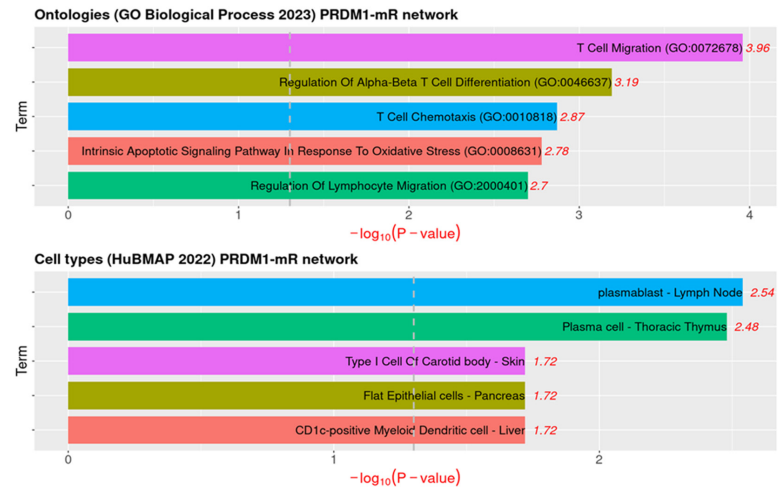 Ontologies (GO Biological Process 2023) PRDM1-mR network
Term
T Cell Migration (GO:0072678) 3.96
Regulation Of Alpha-Beta T Cell Differentiation (GO:0046637) 3.19
T Cell Chemotaxis (GO:0010818) 2.87
Intrinsic Apoptotic Signaling Pathway In Response To Oxidative Stress (GO:0008631) 2.78
Regulation Of Lymphocyte Migration (GO:2000401) 2.7
0 1 2 3 4
−log10(P−value)
Cell types (HuBMAP 2022) PRDM1-mR network
Term
plasmablast - Lymph Node 2.54
Plasma cell - Thoracic Thymus 2.48
Type I Cell Of Carotid body - Skin 1.72
Flat Epithelial cells - Pancreas 1.72
CD1c-positive Myeloid Dendritic cell - Liver 1.72
0 1 2
−log10(P−value)